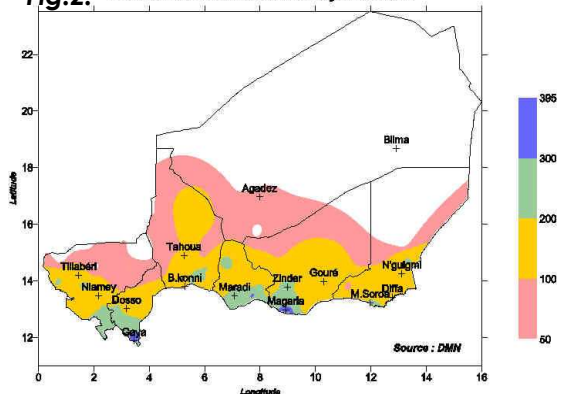 Fig.2.
22
20
18
16
14
12
Latitude
0 2 4 6 8 10 12 14 16
Longitude
Bilma
Agadez
Tahoua
Tillabéri
Niamey
Dosso
B.konni
Maradi
Zinder
Magaria
Gouré
N'guigmi
Diffa
M.Soroa
Gaya
Source : DMN
395
300
200
100
50